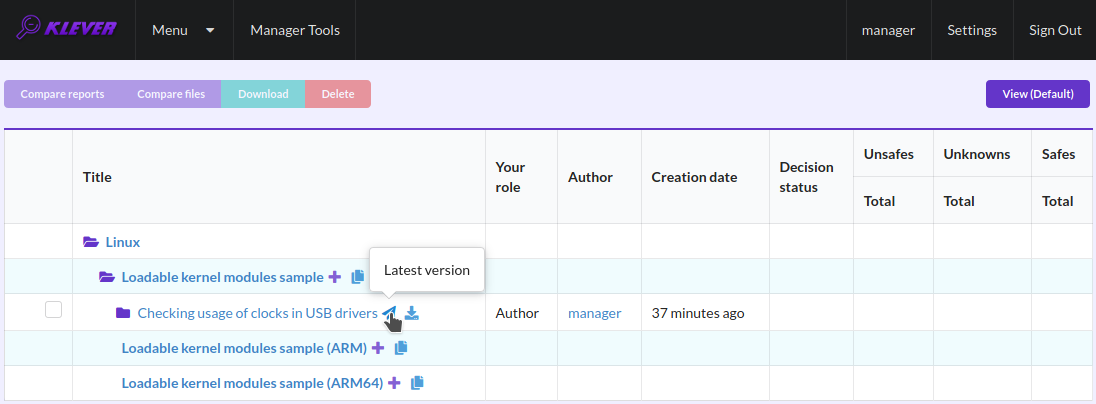 KLEVER Menu Manager Tools manager Settings Sign Out
Compare reports Compare files Download Delete View (Default)
Title Your role Author Creation date Decision status Unsafes Unknowns Safes
Total Total Total
Linux
Latest version
Loadable kernel modules sample
Checking usage of clocks in USB drivers Author manager 37 minutes ago
Loadable kernel modules sample (ARM)
Loadable kernel modules sample (ARM64)